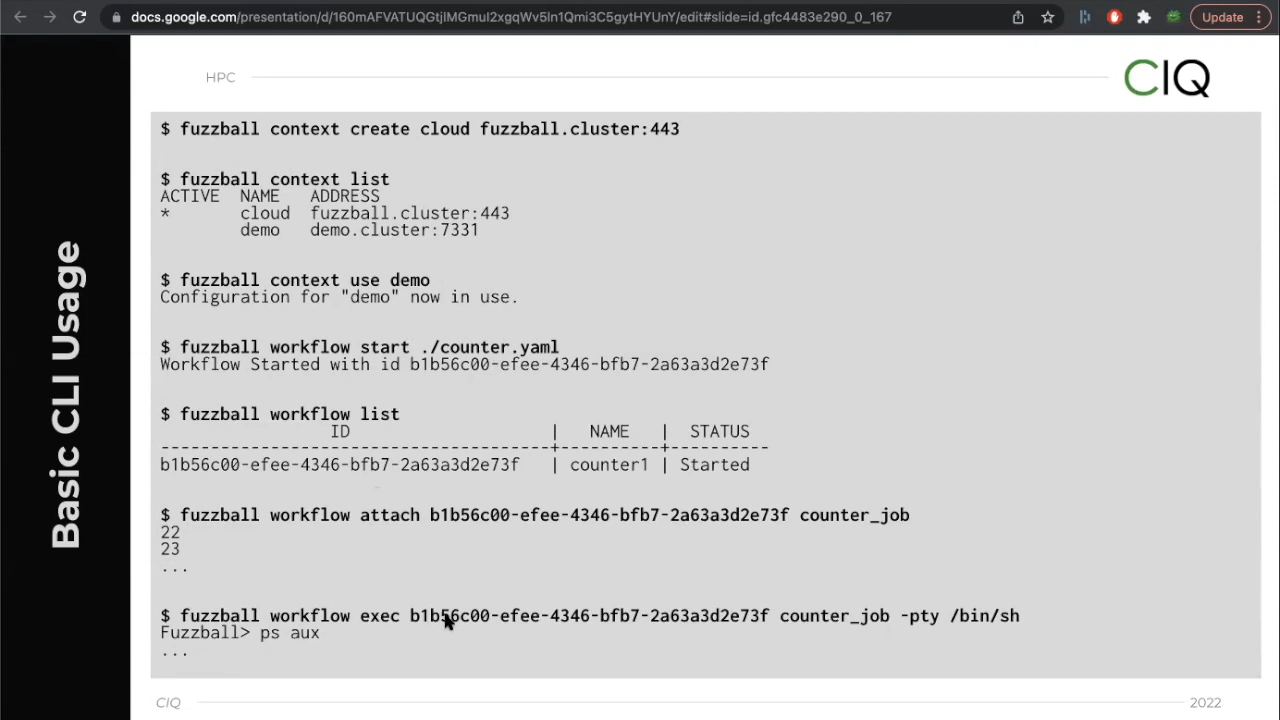 docs.google.com/presentation/d/160mAFVATUQGtjlMGmul2xgqWv5ln1Qmi3C5gytHYUnY/edit#slide=id.gfc4483e290_0_167
Update
HPC
CIQ
Basic CLI Usage
$ fuzzball context create cloud fuzzball.cluster:443
$ fuzzball context list
ACTIVE NAME ADDRESS
* cloud fuzzball.cluster:443
demo demo.cluster:7331
$ fuzzball context use demo
Configuration for "demo" now in use.
$ fuzzball workflow start ./counter.yaml
Workflow Started with id b1b56c00-efee-4346-bfb7-2a63a3d2e73f
$ fuzzball workflow list
ID | NAME | STATUS
---------------------------------------+----------+----------
b1b56c00-efee-4346-bfb7-2a63a3d2e73f | counter1 | Started
$ fuzzball workflow attach b1b56c00-efee-4346-bfb7-2a63a3d2e73f counter_job
22
23
...
$ fuzzball workflow exec b1b56c00-efee-4346-bfb7-2a63a3d2e73f counter_job -pty /bin/sh
Fuzzball> ps aux
...
CIQ
2022